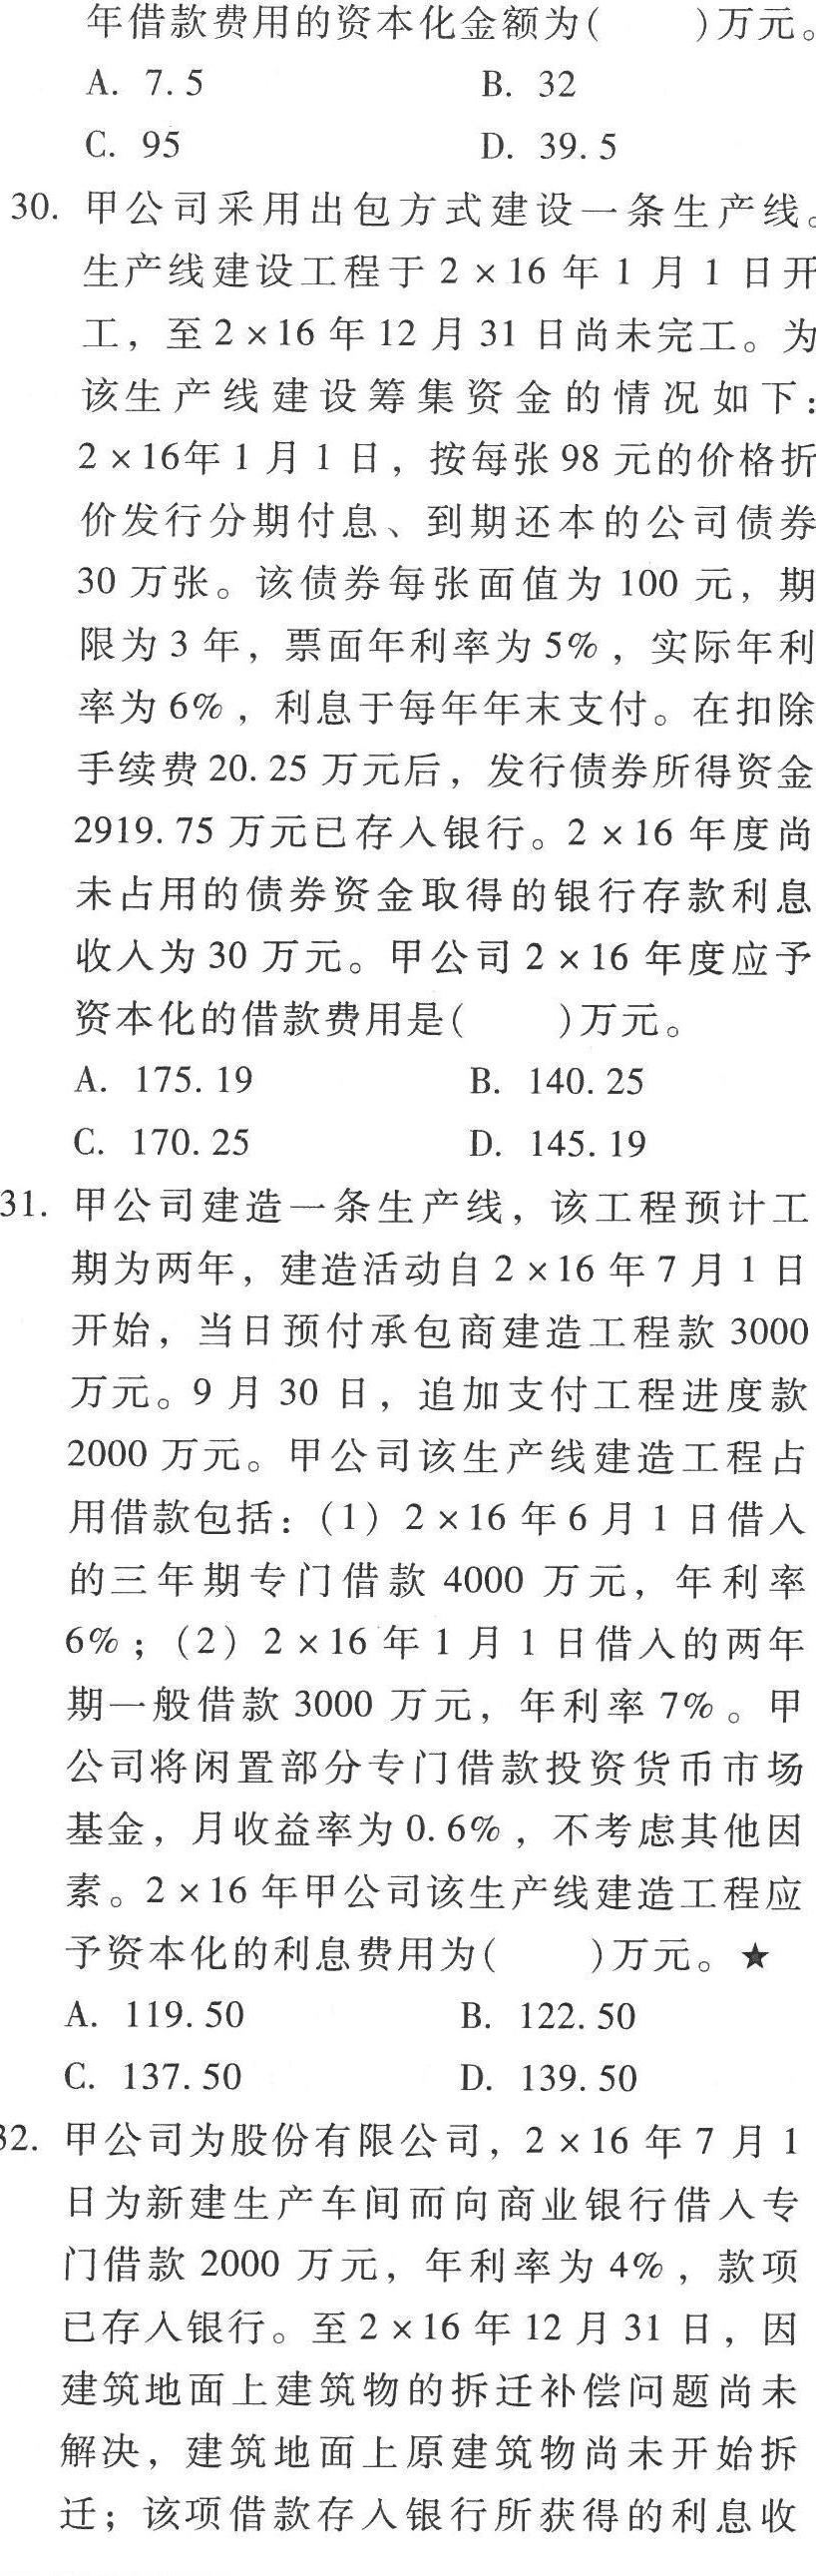 年借款费用的资本化金额为(　　)万元。
A. 7.5　B. 32
C. 95　D. 39.5
30. 甲公司采用出包方式建设一条生产线。
生产线建设工程于 2×16 年 1 月 1 日开
工，至 2×16 年 12 月 31 日尚未完工。为
该生产线建设筹集资金的情况如下：
2×16年 1 月 1 日，按每张 98 元的价格折
价发行分期付息、到期还本的公司债券
30 万张。该债券每张面值为 100 元，期
限为 3 年，票面年利率为 5%，实际年利
率为 6%，利息于每年年末支付。在扣除
手续费 20.25 万元后，发行债券所得资金
2919.75 万元已存入银行。2×16 年度尚
未占用的债券资金取得的银行存款利息
收入为 30 万元。甲公司 2×16 年度应予
资本化的借款费用是(　　)万元。
A. 175.19　B. 140.25
C. 170.25　D. 145.19
31. 甲公司建造一条生产线，该工程预计工
期为两年，建造活动自 2×16 年 7 月 1 日
开始，当日预付承包商建造工程款 3000
万元。9 月 30 日，追加支付工程进度款
2000 万元。甲公司该生产线建造工程占
用借款包括：(1) 2×16 年 6 月 1 日借入
的三年期专门借款 4000 万元，年利率
6%；(2) 2×16 年 1 月 1 日借入的两年
期一般借款 3000 万元，年利率 7%。甲
公司将闲置部分专门借款投资货币市场
基金，月收益率为 0.6%，不考虑其他因
素。2×16 年甲公司该生产线建造工程应
予资本化的利息费用为(　　)万元。★
A. 119.50　B. 122.50
C. 137.50　D. 139.50
32. 甲公司为股份有限公司，2×16 年 7 月 1
日为新建生产车间而向商业银行借入专
门借款 2000 万元，年利率为 4%，款项
已存入银行。至 2×16 年 12 月 31 日，因
建筑地面上建筑物的拆迁补偿问题尚未
解决，建筑地面上原建筑物尚未开始拆
迁；该项借款存入银行所获得的利息收